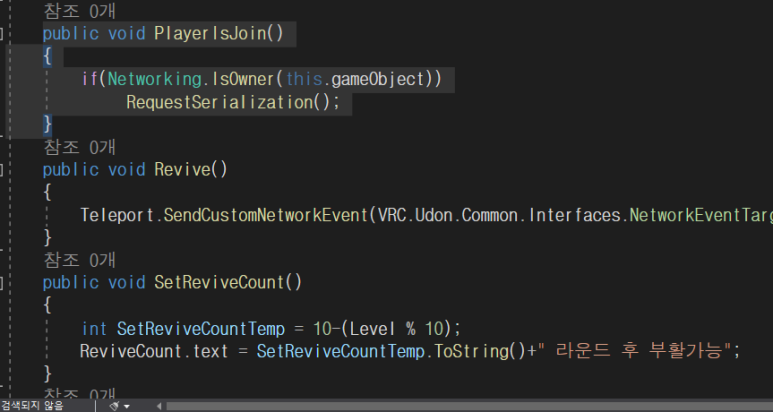 참조 0개
public void PlayerIsJoin()
{
if(Networking.IsOwner(this.gameObject))
RequestSerialization();
}
참조 0개
public void Revive()
{
Teleport.SendCustomNetworkEvent(VRC.Udon.Common.Interfaces.NetworkEventTarg
}
참조 0개
public void SetReviveCount()
{
int SetReviveCountTemp = 10-(Level % 10);
ReviveCount.text = SetReviveCountTemp.ToString()+" 라운드 후 부활가능";
}
참조 0개
검색되지 않음